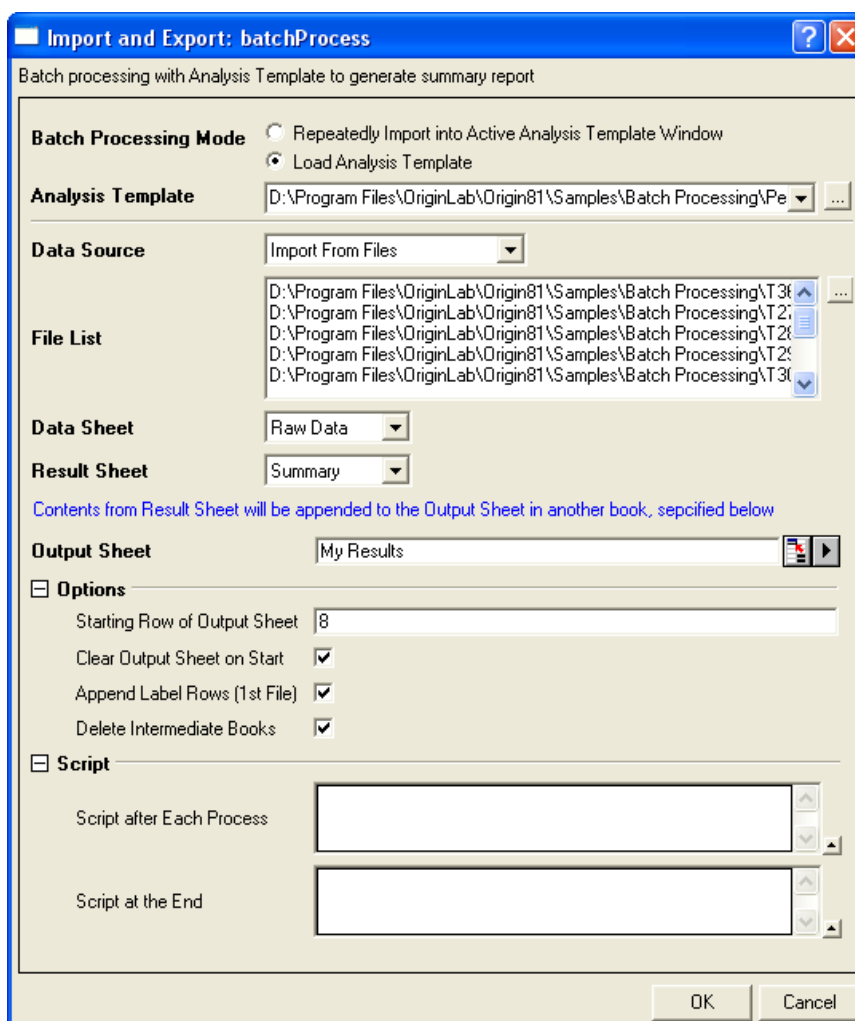 Import and Export: batchProcess
Batch processing with Analysis Template to generate summary report
Batch Processing Mode
Repeatedly Import into Active Analysis Template Window
Load Analysis Template
Analysis Template D:\Program Files\OriginLab\Origin81\Samples\Batch Processing\Pe ...
Data Source Import From Files
File List
D:\Program Files\OriginLab\Origin81\Samples\Batch Processing\T36 ...
D:\Program Files\OriginLab\Origin81\Samples\Batch Processing\T27
D:\Program Files\OriginLab\Origin81\Samples\Batch Processing\T28
D:\Program Files\OriginLab\Origin81\Samples\Batch Processing\T29
D:\Program Files\OriginLab\Origin81\Samples\Batch Processing\T30
Data Sheet Raw Data
Result Sheet Summary
Contents from Result Sheet will be appended to the Output Sheet in another book, sepcified below
Output Sheet My Results
Options
Starting Row of Output Sheet 8
Clear Output Sheet on Start
Append Label Rows (1st File)
Delete Intermediate Books
Script
Script after Each Process
Script at the End
OK Cancel